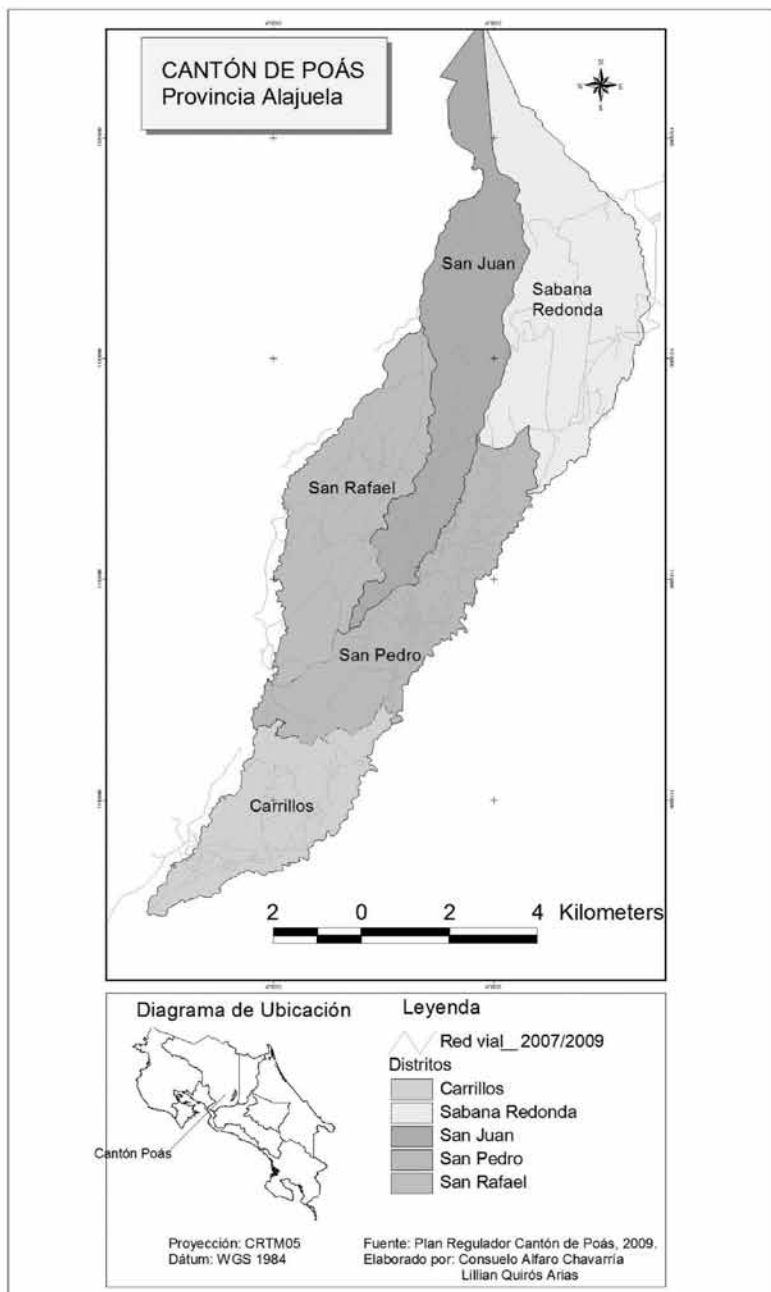 CANTÓN DE POÁS
Provincia Alajuela
San Juan
Sabana
Redonda
San Rafael
San Pedro
Carrillos
2 0 2 4 Kilometers
Diagrama de Ubicación
Cantón Poás
Proyección: CRTM05
Dátum: WGS 1984
Leyenda
Red vial__2007/2009
Distritos
Carrillos
Sabana Redonda
San Juan
San Pedro
San Rafael
Fuente: Plan Regulador Cantón de Poás, 2009.
Elaborado por: Consuelo Alfaro Chavarría
Lillian Quirós Arias